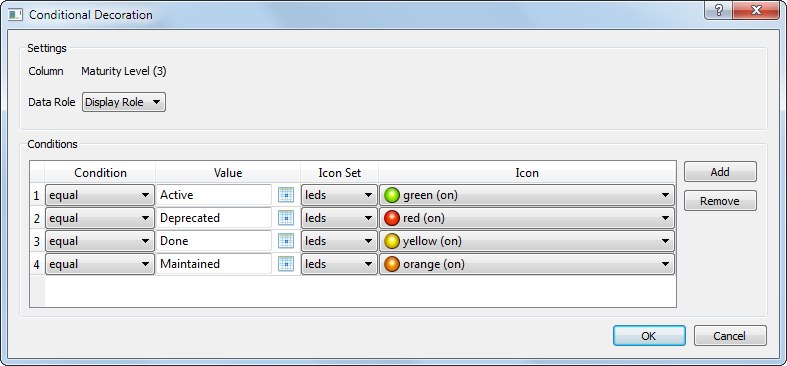 Conditional Decoration
?
Settings
Column Maturity Level (3)
Data Role Display Role
Conditions
Condition Value Icon Set Icon
1 equal Active leds green (on)
2 equal Deprecated leds red (on)
3 equal Done leds yellow (on)
4 equal Maintained leds orange (on)
Add
Remove
OK Cancel